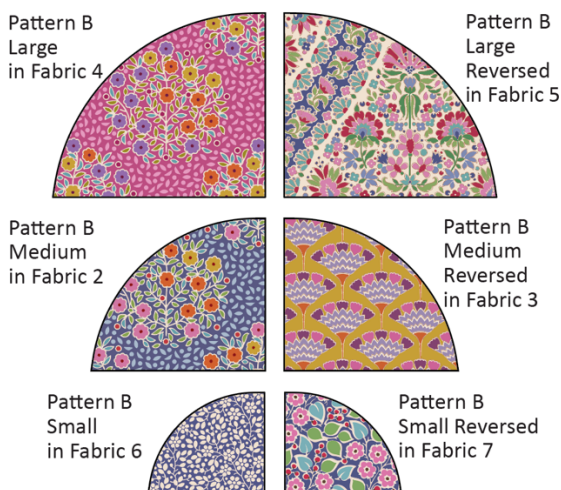 Pattern B
Large
in Fabric 4
Pattern B
Large
Reversed
in Fabric 5
Pattern B
Medium
in Fabric 2
Pattern B
Medium
Reversed
in Fabric 3
Pattern B
Small
in Fabric 6
Pattern B
Small Reversed
in Fabric 7